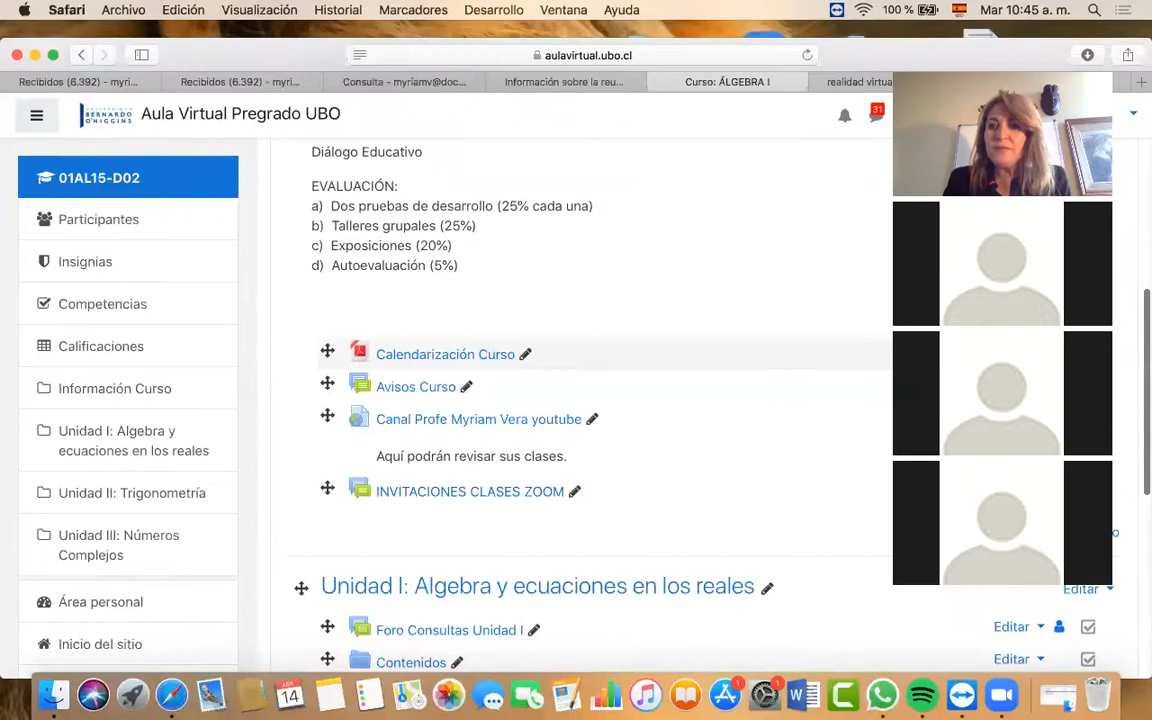 Safari Archivo Edición Visualización Historial Marcadores Desarrollo Ventana Ayuda 100 % Mar 10:45 a. m.
aulavirtual.ubo.cl
Recibidos (6.392) - myri... Recibidos (6.392) - myri... Consulta - myriamv@doc... Información sobre la reu... Curso: ÁLGEBRA I realidad virtua
UNIVERSIDAD BERNARDO O'HIGGINS Aula Virtual Pregrado UBO 31
01AL15-D02
Participantes
Insignias
Competencias
Calificaciones
Información Curso
Unidad I: Algebra y
ecuaciones en los reales
Unidad II: Trigonometría
Unidad III: Números
Complejos
Área personal
Inicio del sitio
Diálogo Educativo
EVALUACIÓN:
a) Dos pruebas de desarrollo (25% cada una)
b) Talleres grupales (25%)
c) Exposiciones (20%)
d) Autoevaluación (5%)
Calendarización Curso
Avisos Curso
Canal Profe Myriam Vera youtube
Aquí podrán revisar sus clases.
INVITACIONES CLASES ZOOM
o
Unidad I: Algebra y ecuaciones en los reales
Editar
Foro Consultas Unidad I Editar
Contenidos Editar
ABR
14
1
1